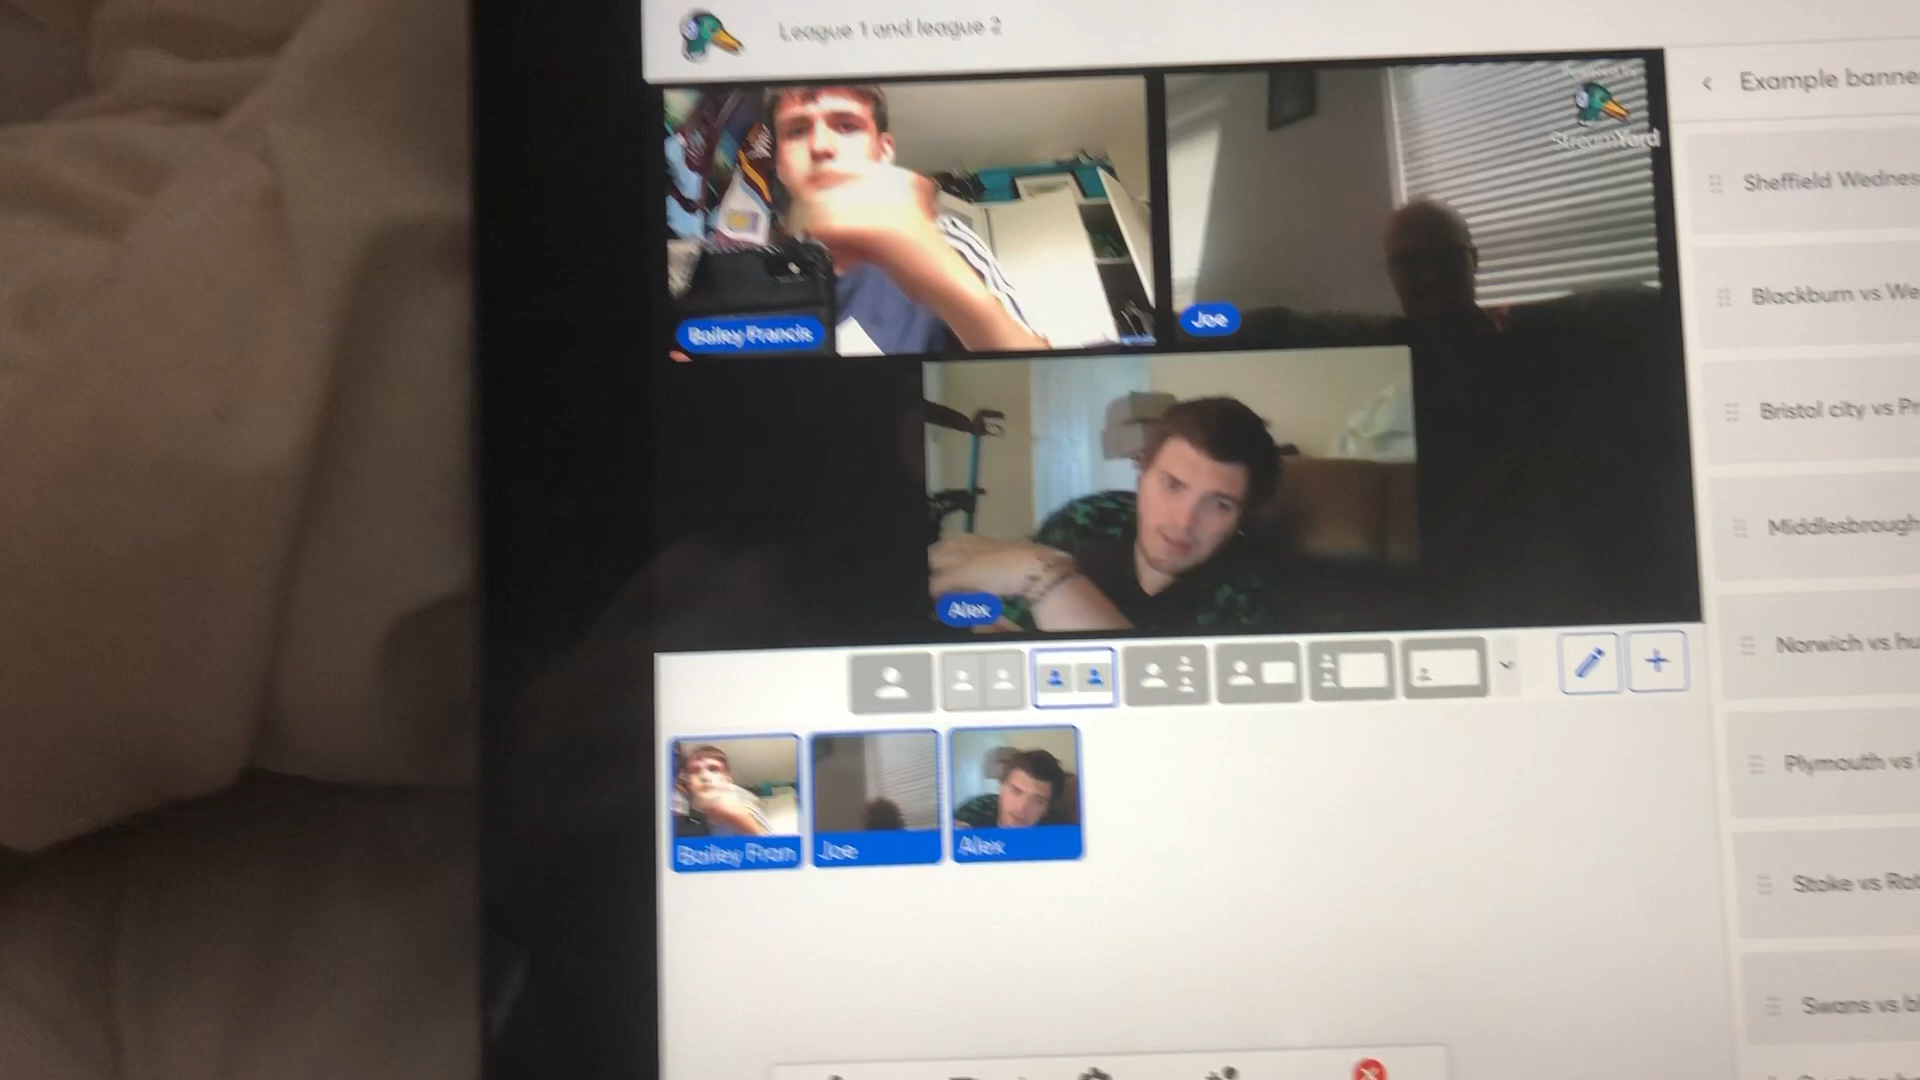 League 1 and league 2
StreamYard
Bailey Francis
Joe
Alex
Bailey Fran
Joe
Alex
Example banne
Sheffield Wednes
Blackburn vs We
Bristol city vs Pr
Middlesbrough
Norwich vs hu
Plymouth vs
Stoke vs Rot
Swans vs b